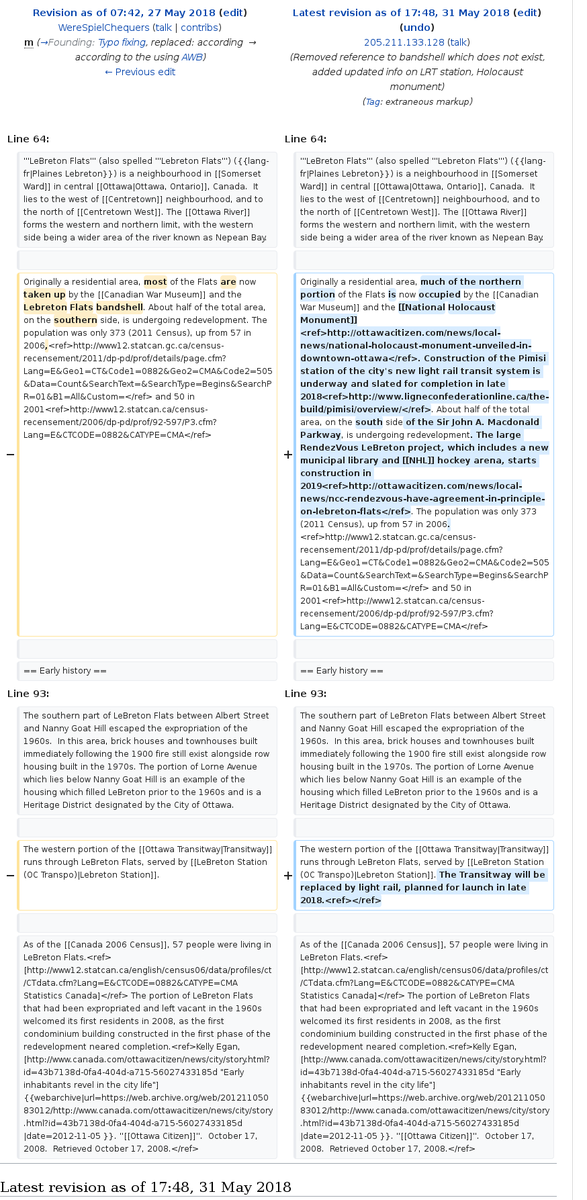 Revision as of 07:42, 27 May 2018 (edit)
WereSpielChequers (talk | contribs)
m (→Founding: Typo fixing, replaced: according →
according to the using AWB)
← Previous edit
Latest revision as of 17:48, 31 May 2018 (edit)
(undo)
205.211.133.128 (talk)
(Removed reference to bandshell which does not exist,
added updated info on LRT station, Holocaust
monument)
(Tag: extraneous markup)
Line 64:
Line 64:
'''LeBreton Flats''' (also spelled '''Lebreton Flats''') ({{lang-
fr|Plaines Lebreton}}) is a neighbourhood in [[Somerset
Ward]] in central [[Ottawa|Ottawa, Ontario]], Canada.  It
lies to the west of [[Centretown]] neighbourhood, and to
the north of [[Centretown West]]. The [[Ottawa River]]
forms the western and northern limit, with the western
side being a wider area of the river known as Nepean Bay.
'''LeBreton Flats''' (also spelled '''Lebreton Flats''') ({{lang-
fr|Plaines Lebreton}}) is a neighbourhood in [[Somerset
Ward]] in central [[Ottawa|Ottawa, Ontario]], Canada.  It
lies to the west of [[Centretown]] neighbourhood, and to
the north of [[Centretown West]]. The [[Ottawa River]]
forms the western and northern limit, with the western
side being a wider area of the river known as Nepean Bay.
−
Originally a residential area, most of the Flats are now
taken up by the [[Canadian War Museum]] and the
Lebreton Flats bandshell. About half of the total area,
on the southern side, is undergoing redevelopment. The
population was only 373 (2011 Census), up from 57 in
2006,<ref>http://www12.statcan.gc.ca/census-
recensement/2011/dp-pd/prof/details/page.cfm?
Lang=E&Geo1=CT&Code1=0882&Geo2=CMA&Code2=505
&Data=Count&SearchText=&SearchType=Begins&SearchP
R=01&B1=All&Custom=</ref> and 50 in
2001<ref>http://www12.statcan.ca/census-
recensement/2006/dp-pd/prof/92-597/P3.cfm?
Lang=E&CTCODE=0882&CATYPE=CMA</ref>
+
Originally a residential area, much of the northern
portion of the Flats is now occupied by the [[Canadian
War Museum]] and the [[National Holocaust
Monument]]
<ref>http://ottawacitizen.com/news/local-
news/national-holocaust-monument-unveiled-in-
downtown-ottawa</ref>. Construction of the Pimisi
station of the city's new light rail transit system is
underway and slated for completion in late
2018<ref>http://www.ligneconfederationline.ca/the-
build/pimisi/overview/</ref>. About half of the total
area, on the south side of the Sir John A. Macdonald
Parkway, is undergoing redevelopment. The large
RendezVous LeBreton project, which includes a new
municipal library and [[NHL]] hockey arena, starts
construction in
2019<ref>http://ottawacitizen.com/news/local-
news/ncc-rendezvous-have-agreement-in-principle-
on-lebreton-flats</ref>. The population was only 373
(2011 Census), up from 57 in 2006.
<ref>http://www12.statcan.gc.ca/census-
recensement/2011/dp-pd/prof/details/page.cfm?
Lang=E&Geo1=CT&Code1=0882&Geo2=CMA&Code2=505
&Data=Count&SearchText=&SearchType=Begins&SearchP
R=01&B1=All&Custom=</ref> and 50 in
2001<ref>http://www12.statcan.ca/census-
recensement/2006/dp-pd/prof/92-597/P3.cfm?
Lang=E&CTCODE=0882&CATYPE=CMA</ref>
== Early history ==
== Early history ==
Line 93:
Line 93:
The southern part of LeBreton Flats between Albert Street
and Nanny Goat Hill escaped the expropriation of the
1960s.  In this area, brick houses and townhouses built
immediately following the 1900 fire still exist alongside row
housing built in the 1970s. The portion of Lorne Avenue
which lies below Nanny Goat Hill is an example of the
housing which filled LeBreton prior to the 1960s and is a
Heritage District designated by the City of Ottawa.
The southern part of LeBreton Flats between Albert Street
and Nanny Goat Hill escaped the expropriation of the
1960s.  In this area, brick houses and townhouses built
immediately following the 1900 fire still exist alongside row
housing built in the 1970s. The portion of Lorne Avenue
which lies below Nanny Goat Hill is an example of the
housing which filled LeBreton prior to the 1960s and is a
Heritage District designated by the City of Ottawa.
−
The western portion of the [[Ottawa Transitway|Transitway]]
runs through LeBreton Flats, served by [[LeBreton Station
(OC Transpo)|Lebreton Station]].
+
The western portion of the [[Ottawa Transitway|Transitway]]
runs through LeBreton Flats, served by [[LeBreton Station
(OC Transpo)|Lebreton Station]]. The Transitway will be
replaced by light rail, planned for launch in late
2018.<ref></ref>
As of the [[Canada 2006 Census]], 57 people were living in
LeBreton Flats.<ref>
[http://www12.statcan.ca/english/census06/data/profiles/ct
/CTdata.cfm?Lang=E&CTCODE=0882&CATYPE=CMA
Statistics Canada]</ref> The portion of LeBreton Flats
that had been expropriated and left vacant in the 1960s
welcomed its first residents in 2008, as the first
condominium building constructed in the first phase of the
redevelopment neared completion.<ref>Kelly Egan,
[http://www.canada.com/ottawacitizen/news/city/story.html?
id=43b7138d-0fa4-404d-a715-56027433185d "Early
inhabitants revel in the city life"]
{{webarchive|url=https://web.archive.org/web/201211050
83012/http://www.canada.com/ottawacitizen/news/city/story
.html?id=43b7138d-0fa4-404d-a715-56027433185d
|date=2012-11-05 }}. ''[[Ottawa Citizen]]''.  October 17,
2008.  Retrieved October 17, 2008.</ref>
As of the [[Canada 2006 Census]], 57 people were living in
LeBreton Flats.<ref>
[http://www12.statcan.ca/english/census06/data/profiles/ct
/CTdata.cfm?Lang=E&CTCODE=0882&CATYPE=CMA
Statistics Canada]</ref> The portion of LeBreton Flats
that had been expropriated and left vacant in the 1960s
welcomed its first residents in 2008, as the first
condominium building constructed in the first phase of the
redevelopment neared completion.<ref>Kelly Egan,
[http://www.canada.com/ottawacitizen/news/city/story.html?
id=43b7138d-0fa4-404d-a715-56027433185d "Early
inhabitants revel in the city life"]
{{webarchive|url=https://web.archive.org/web/201211050
83012/http://www.canada.com/ottawacitizen/news/city/story
.html?id=43b7138d-0fa4-404d-a715-56027433185d
|date=2012-11-05 }}. ''[[Ottawa Citizen]]''.  October 17,
2008.  Retrieved October 17, 2008.</ref>
Latest revision as of 17:48, 31 May 2018